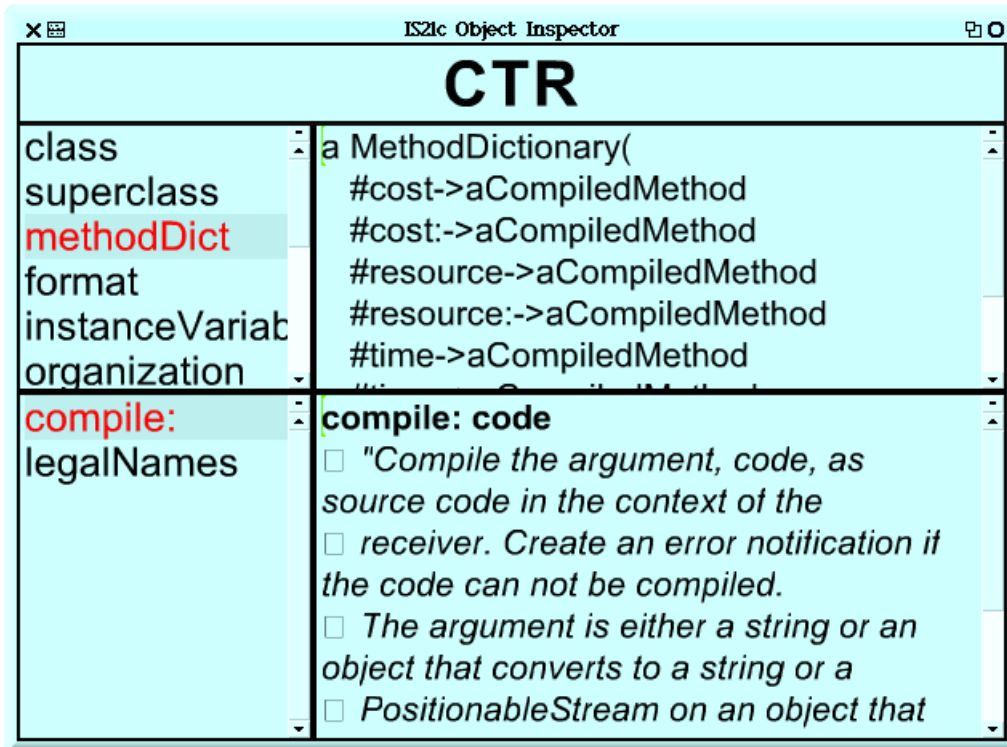 IS21c Object Inspector
CTR
class
superclass
methodDict
format
instanceVariab
organization
a MethodDictionary(
#cost->aCompiledMethod
#cost:->aCompiledMethod
#resource->aCompiledMethod
#resource:->aCompiledMethod
#time->aCompiledMethod
compile:
legalNames
compile: code
"Compile the argument, code, as
source code in the context of the
receiver. Create an error notification if
the code can not be compiled.
The argument is either a string or an
object that converts to a string or a
PositionableStream on an object that